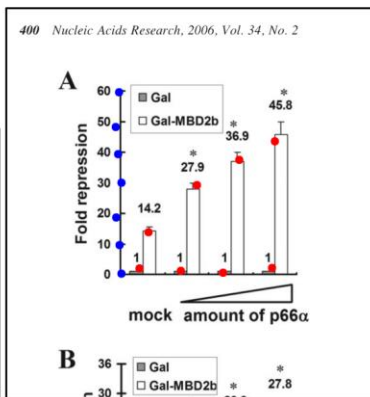 400 Nucleic Acids Research, 2006, Vol. 34, No. 2
A
Fold repression
60
50
40
30
20
10
0
Gal
Gal-MBD2b
14.2
*
27.9
*
36.9
*
45.8
1
1
1
1
mock amount of p66α
B
36
30
Gal
Gal-MBD2b
*
*
27.8